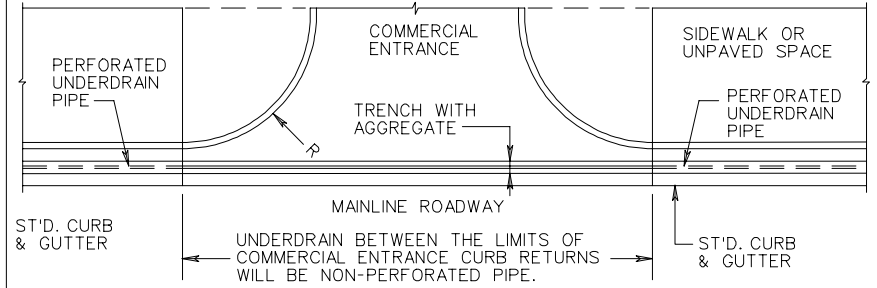 COMMERCIAL
ENTRANCE
SIDEWALK OR
UNPAVED SPACE
PERFORATED
UNDERDRAIN
PIPE
TRENCH WITH
AGGREGATE
PERFORATED
UNDERDRAIN
PIPE
R
MAINLINE ROADWAY
ST'D. CURB
& GUTTER
UNDERDRAIN BETWEEN THE LIMITS OF
COMMERCIAL ENTRANCE CURB RETURNS
WILL BE NON-PERFORATED PIPE.
ST'D. CURB
& GUTTER